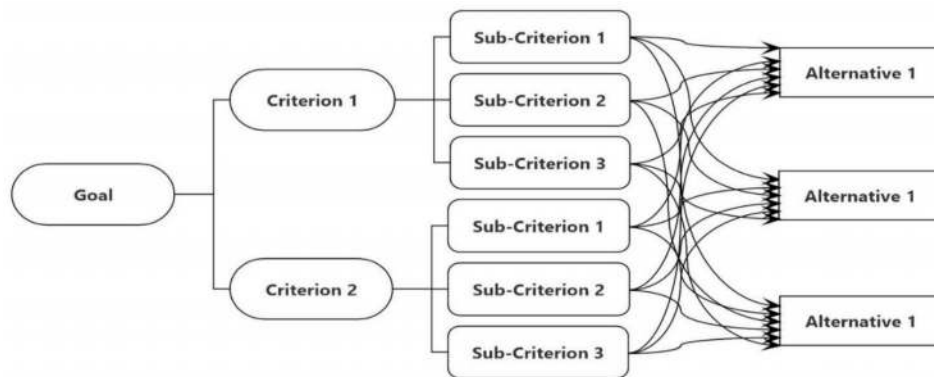 Goal
Criterion 1
Criterion 2
Sub-Criterion 1
Sub-Criterion 2
Sub-Criterion 3
Sub-Criterion 1
Sub-Criterion 2
Sub-Criterion 3
Alternative 1
Alternative 1
Alternative 1